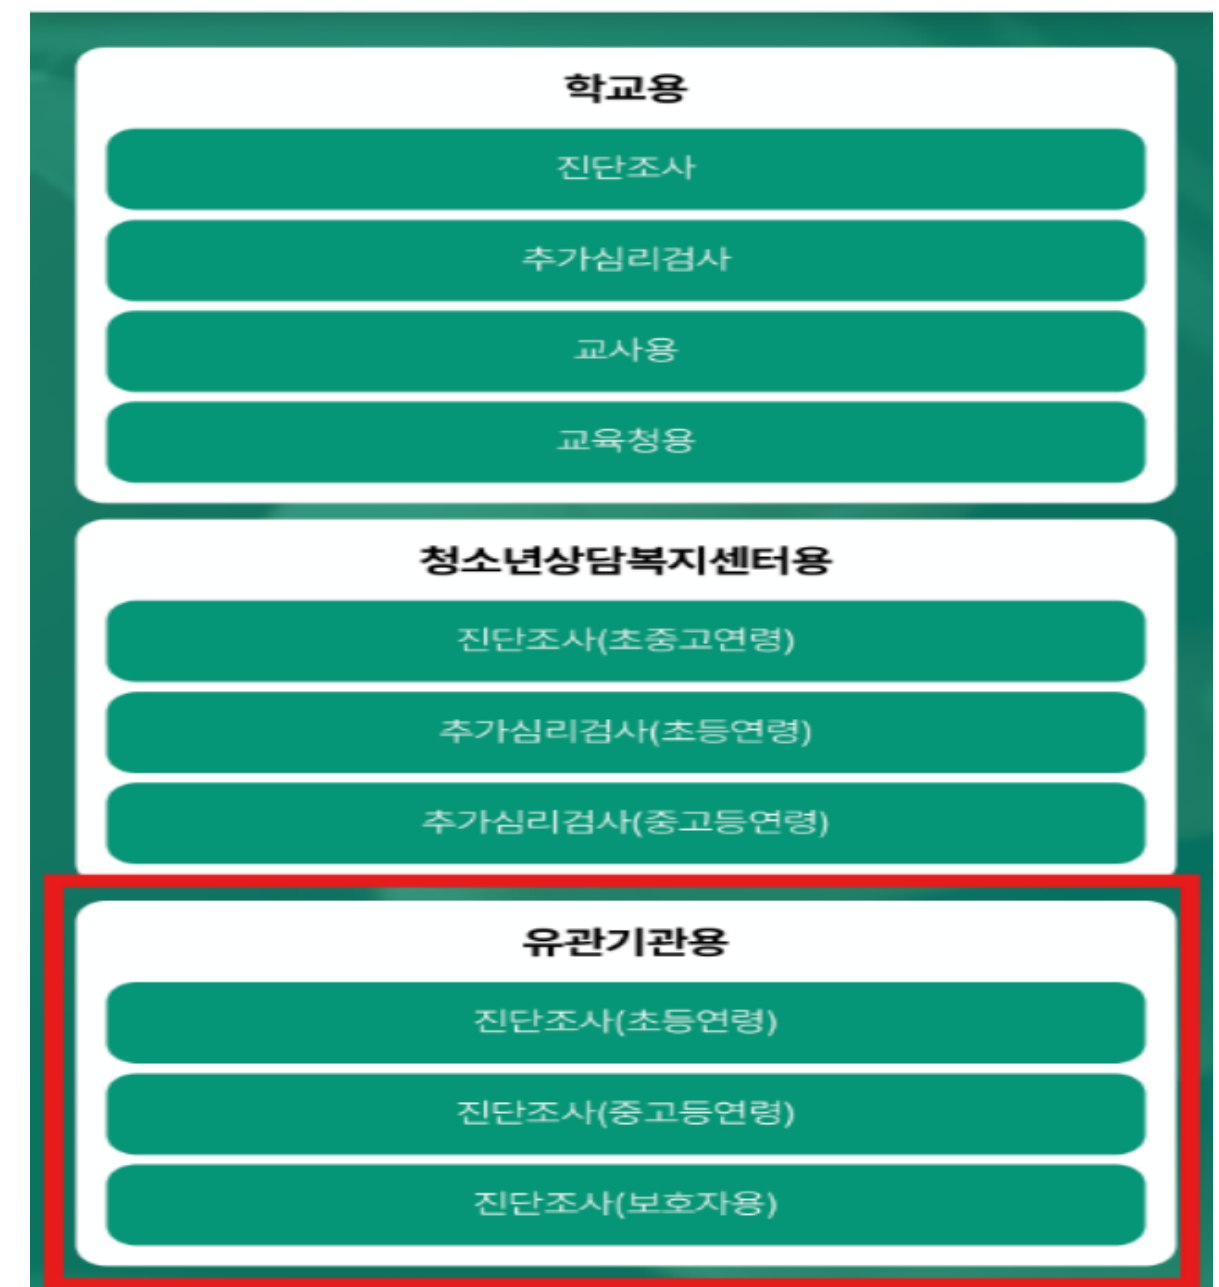 학교용
진단조사
추가심리검사
교사용
교육청용
청소년상담복지센터용
진단조사(초중고연령)
추가심리검사(초등연령)
추가심리검사(중고등연령)
유관기관용
진단조사(초등연령)
진단조사(중고등연령)
진단조사(보호자용)